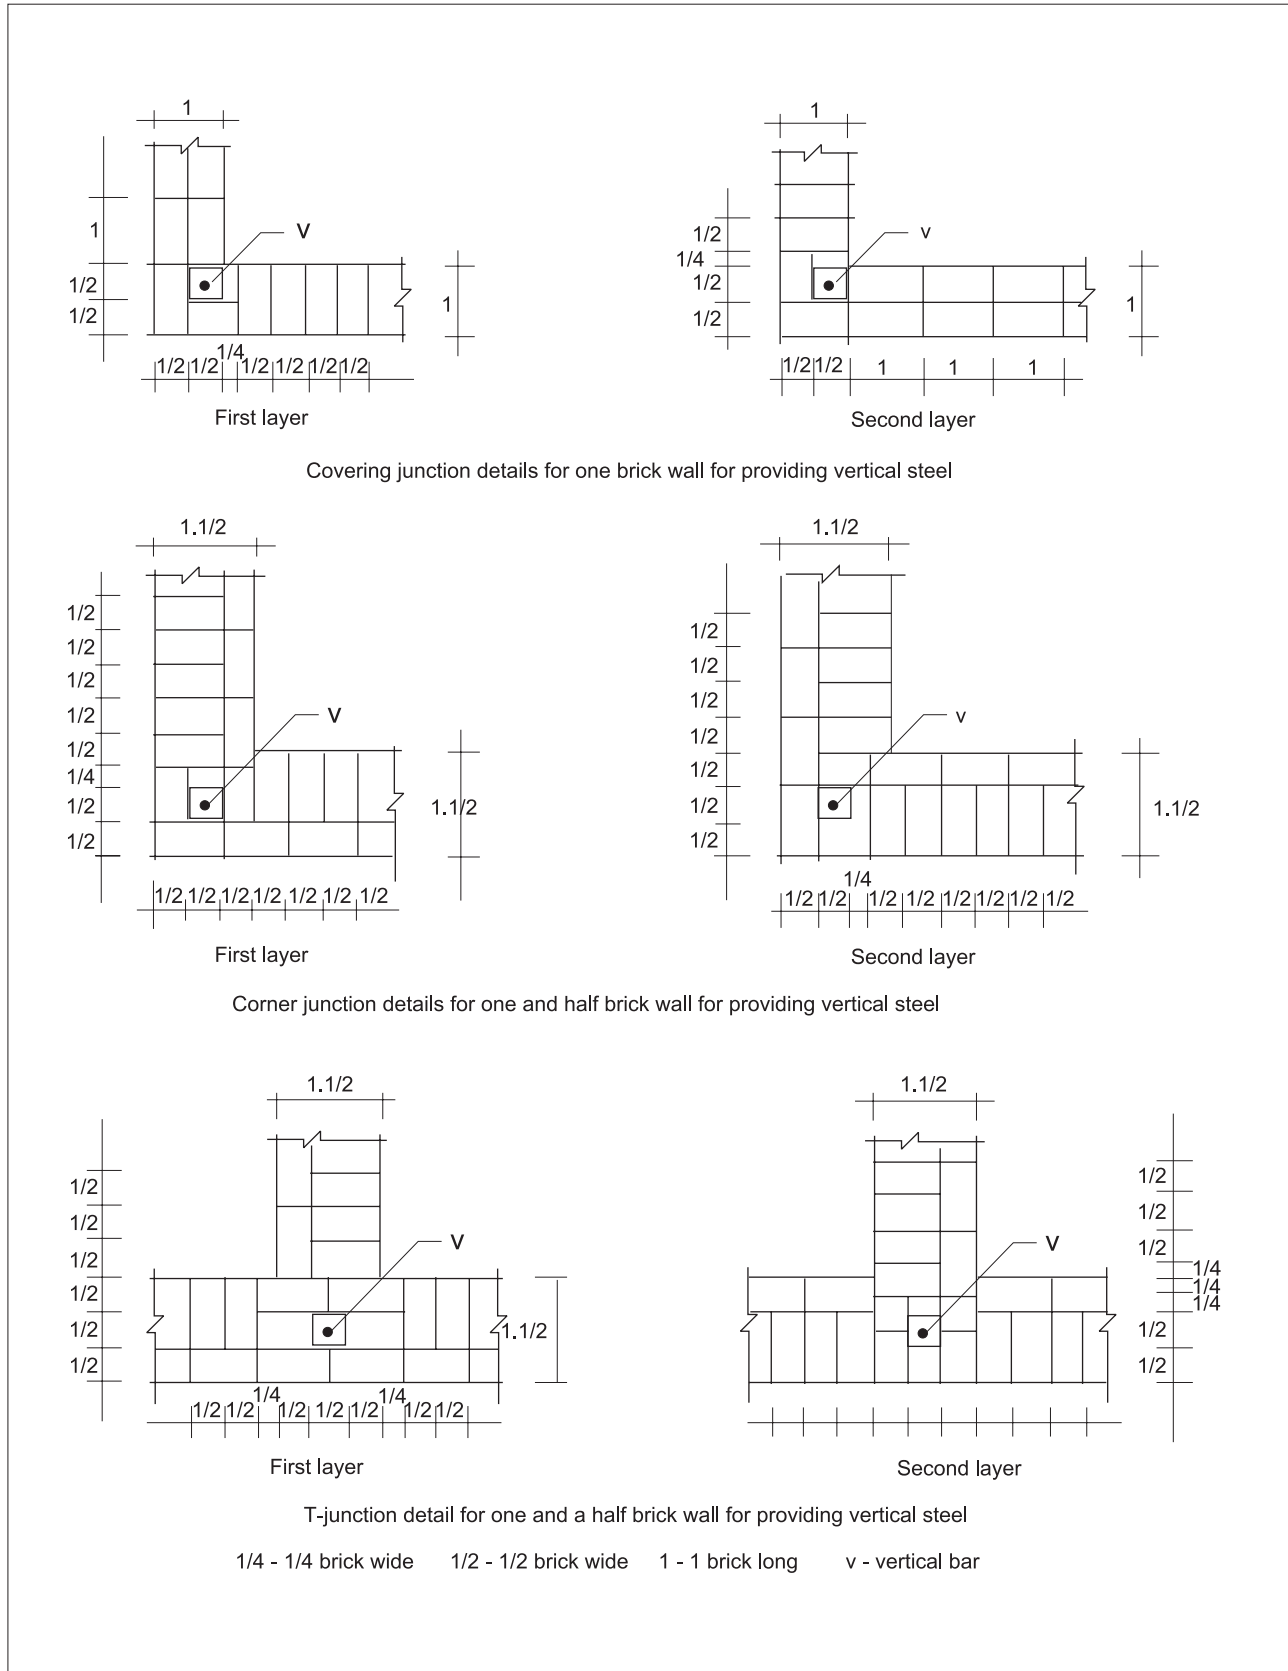 1
1
V
v
1/2
1
1/4
1/2
1/2
1
1
1/2
1/2
1/4
1/2 1/2 1/2 1/2 1/2 1/2
1/2 1/2 1 1 1
First layer
Second layer
Covering junction details for one brick wall for providing vertical steel
1.1/2
1.1/2
1/2
1/2
1/2
1/2
1/2
1/4
1/2
1/2
V
1.1/2
1/2
1/2
1/2
1/2
1/2
1/2
1/2
v
1.1/2
1/2 1/2 1/2 1/2 1/2 1/2 1/2
1/4
1/2 1/2 1/2 1/2 1/2 1/2 1/2 1/2
First layer
Second layer
Corner junction details for one and half brick wall for providing vertical steel
1.1/2
1.1/2
1/2
1/2
1/2
1/2
1/2
1/2
V
1.1/2
V
1/2
1/2
1/2
1/4
1/4
1/4
1/2
1/2
1/4 1/4
1/2 1/2 1/2 1/2 1/2 1/2 1/2
First layer
Second layer
T-junction detail for one and a half brick wall for providing vertical steel
1/4 - 1/4 brick wide 1/2 - 1/2 brick wide 1 - 1 brick long v - vertical bar